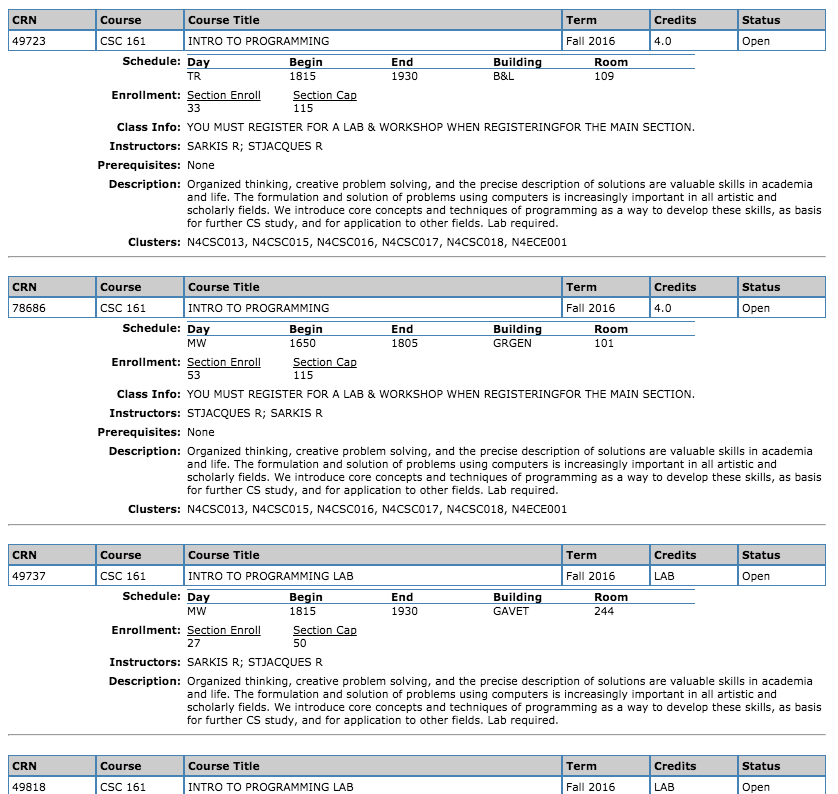 CRN Course Course Title Term Credits Status
49723 CSC 161 INTRO TO PROGRAMMING Fall 2016 4.0 Open
Schedule: Day Begin End Building Room
TR 1815 1930 B&L 109
Enrollment: Section Enroll Section Cap
33 115
Class Info: YOU MUST REGISTER FOR A LAB & WORKSHOP WHEN REGISTERINGFOR THE MAIN SECTION.
Instructors: SARKIS R; STJACQUES R
Prerequisites: None
Description: Organized thinking, creative problem solving, and the precise description of solutions are valuable skills in academia
and life. The formulation and solution of problems using computers is increasingly important in all artistic and
scholarly fields. We introduce core concepts and techniques of programming as a way to develop these skills, as basis
for further CS study, and for application to other fields. Lab required.
Clusters: N4CSC013, N4CSC015, N4CSC016, N4CSC017, N4CSC018, N4ECE001
CRN Course Course Title Term Credits Status
78686 CSC 161 INTRO TO PROGRAMMING Fall 2016 4.0 Open
Schedule: Day Begin End Building Room
MW 1650 1805 GRGEN 101
Enrollment: Section Enroll Section Cap
53 115
Class Info: YOU MUST REGISTER FOR A LAB & WORKSHOP WHEN REGISTERINGFOR THE MAIN SECTION.
Instructors: STJACQUES R; SARKIS R
Prerequisites: None
Description: Organized thinking, creative problem solving, and the precise description of solutions are valuable skills in academia
and life. The formulation and solution of problems using computers is increasingly important in all artistic and
scholarly fields. We introduce core concepts and techniques of programming as a way to develop these skills, as basis
for further CS study, and for application to other fields. Lab required.
Clusters: N4CSC013, N4CSC015, N4CSC016, N4CSC017, N4CSC018, N4ECE001
CRN Course Course Title Term Credits Status
49737 CSC 161 INTRO TO PROGRAMMING LAB Fall 2016 LAB Open
Schedule: Day Begin End Building Room
MW 1815 1930 GAVET 244
Enrollment: Section Enroll Section Cap
27 50
Instructors: SARKIS R; STJACQUES R
Description: Organized thinking, creative problem solving, and the precise description of solutions are valuable skills in academia
and life. The formulation and solution of problems using computers is increasingly important in all artistic and
scholarly fields. We introduce core concepts and techniques of programming as a way to develop these skills, as basis
for further CS study, and for application to other fields. Lab required.
CRN Course Course Title Term Credits Status
49818 CSC 161 INTRO TO PROGRAMMING LAB Fall 2016 LAB Open